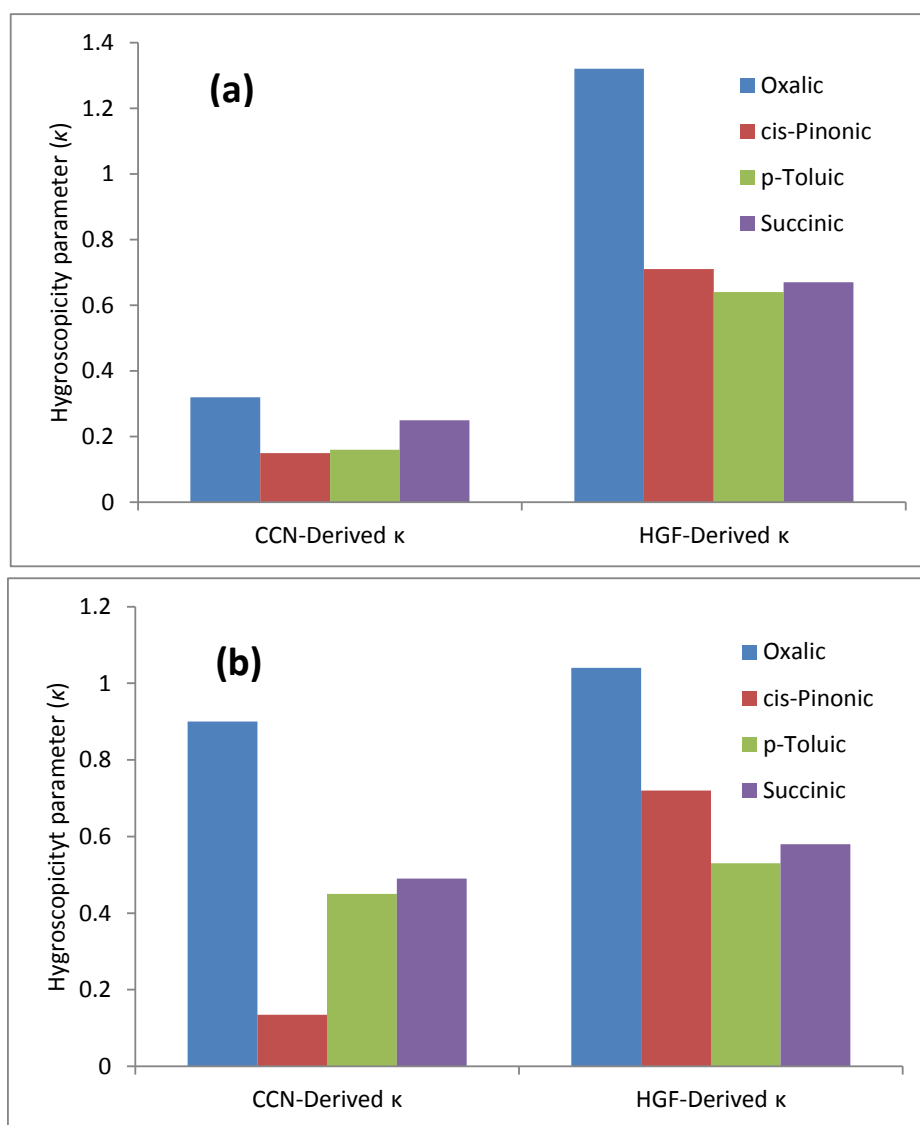 (a)
Hygroscopicity parameter (κ)
1.4
1.2
1
0.8
0.6
0.4
0.2
0
Oxalic
cis-Pinonic
p-Toluic
Succinic
CCN-Derived κ
HGF-Derived κ
(b)
Hygroscopicityt parameter (κ)
1.2
1
0.8
0.6
0.4
0.2
0
Oxalic
cis-Pinonic
p-Toluic
Succinic
CCN-Derived κ
HGF-Derived κ